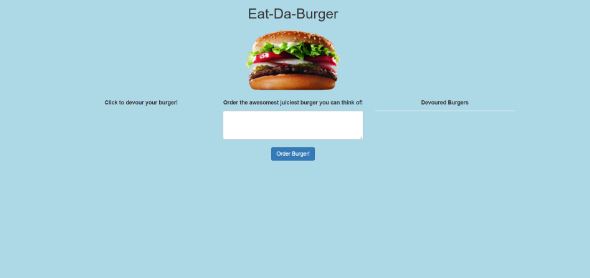 Eat-Da-Burger
Click to devour your burger!
Order the awesomest juiciest burger you can think of!
Devoured Burgers
Order Burger!